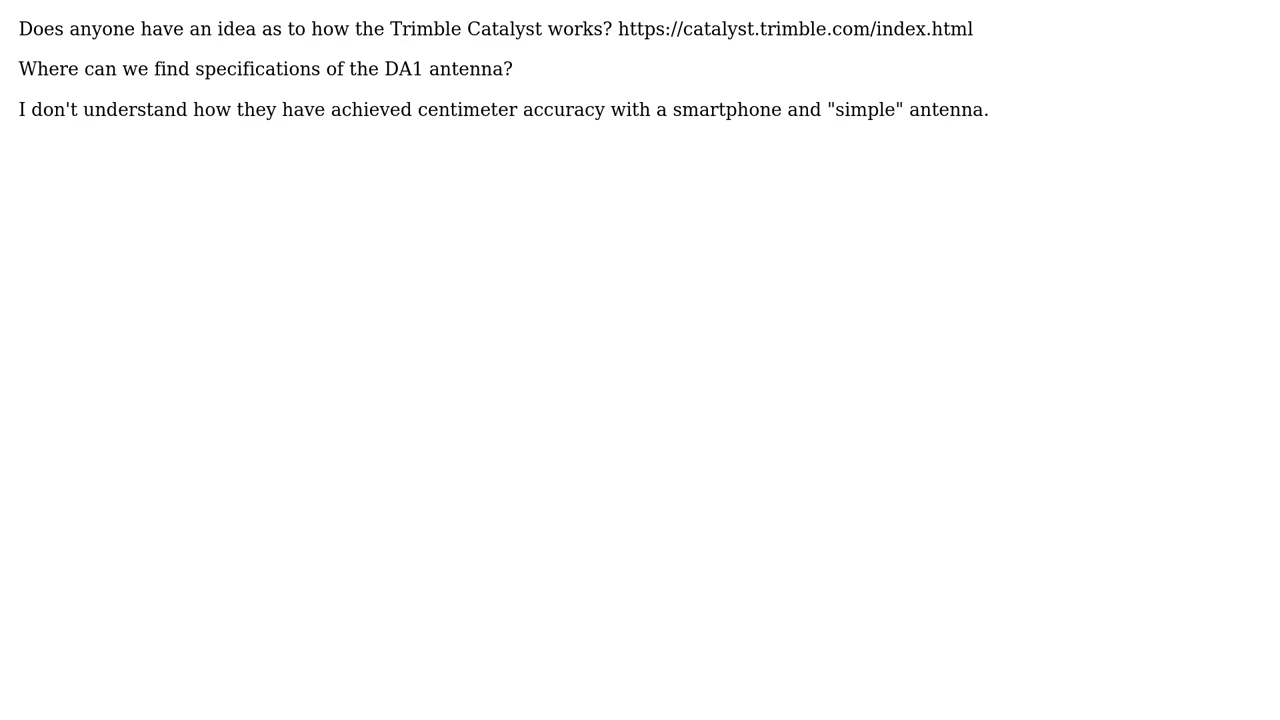 Does anyone have an idea as to how the Trimble Catalyst works? https://catalyst.trimble.com/index.html
Where can we find specifications of the DA1 antenna?
I don't understand how they have achieved centimeter accuracy with a smartphone and "simple" antenna.